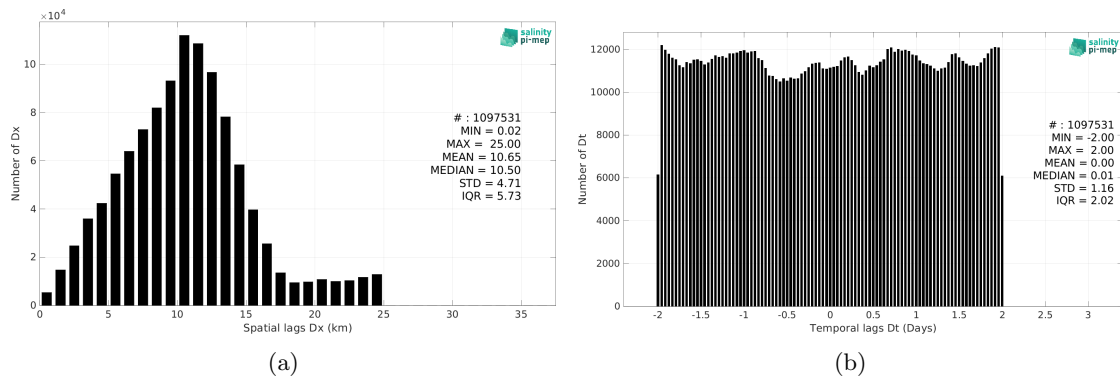 ×10⁴
10
8
6
4
2
0
Number of Dx
0 5 10 15 20 25 30 35
Spatial lags Dx (km)
salinity
pi-mep
# : 1097531
MIN = 0.02
MAX = 25.00
MEAN = 10.65
MEDIAN = 10.50
STD = 4.71
IQR = 5.73
(a)
12000
10000
8000
6000
4000
2000
0
Number of Dt
-2 -1.5 -1 -0.5 0 0.5 1 1.5 2 2.5 3
Temporal lags Dt (Days)
salinity
pi-mep
# : 1097531
MIN = -2.00
MAX = 2.00
MEAN = 0.00
MEDIAN = 0.01
STD = 1.16
IQR = 2.02
(b)